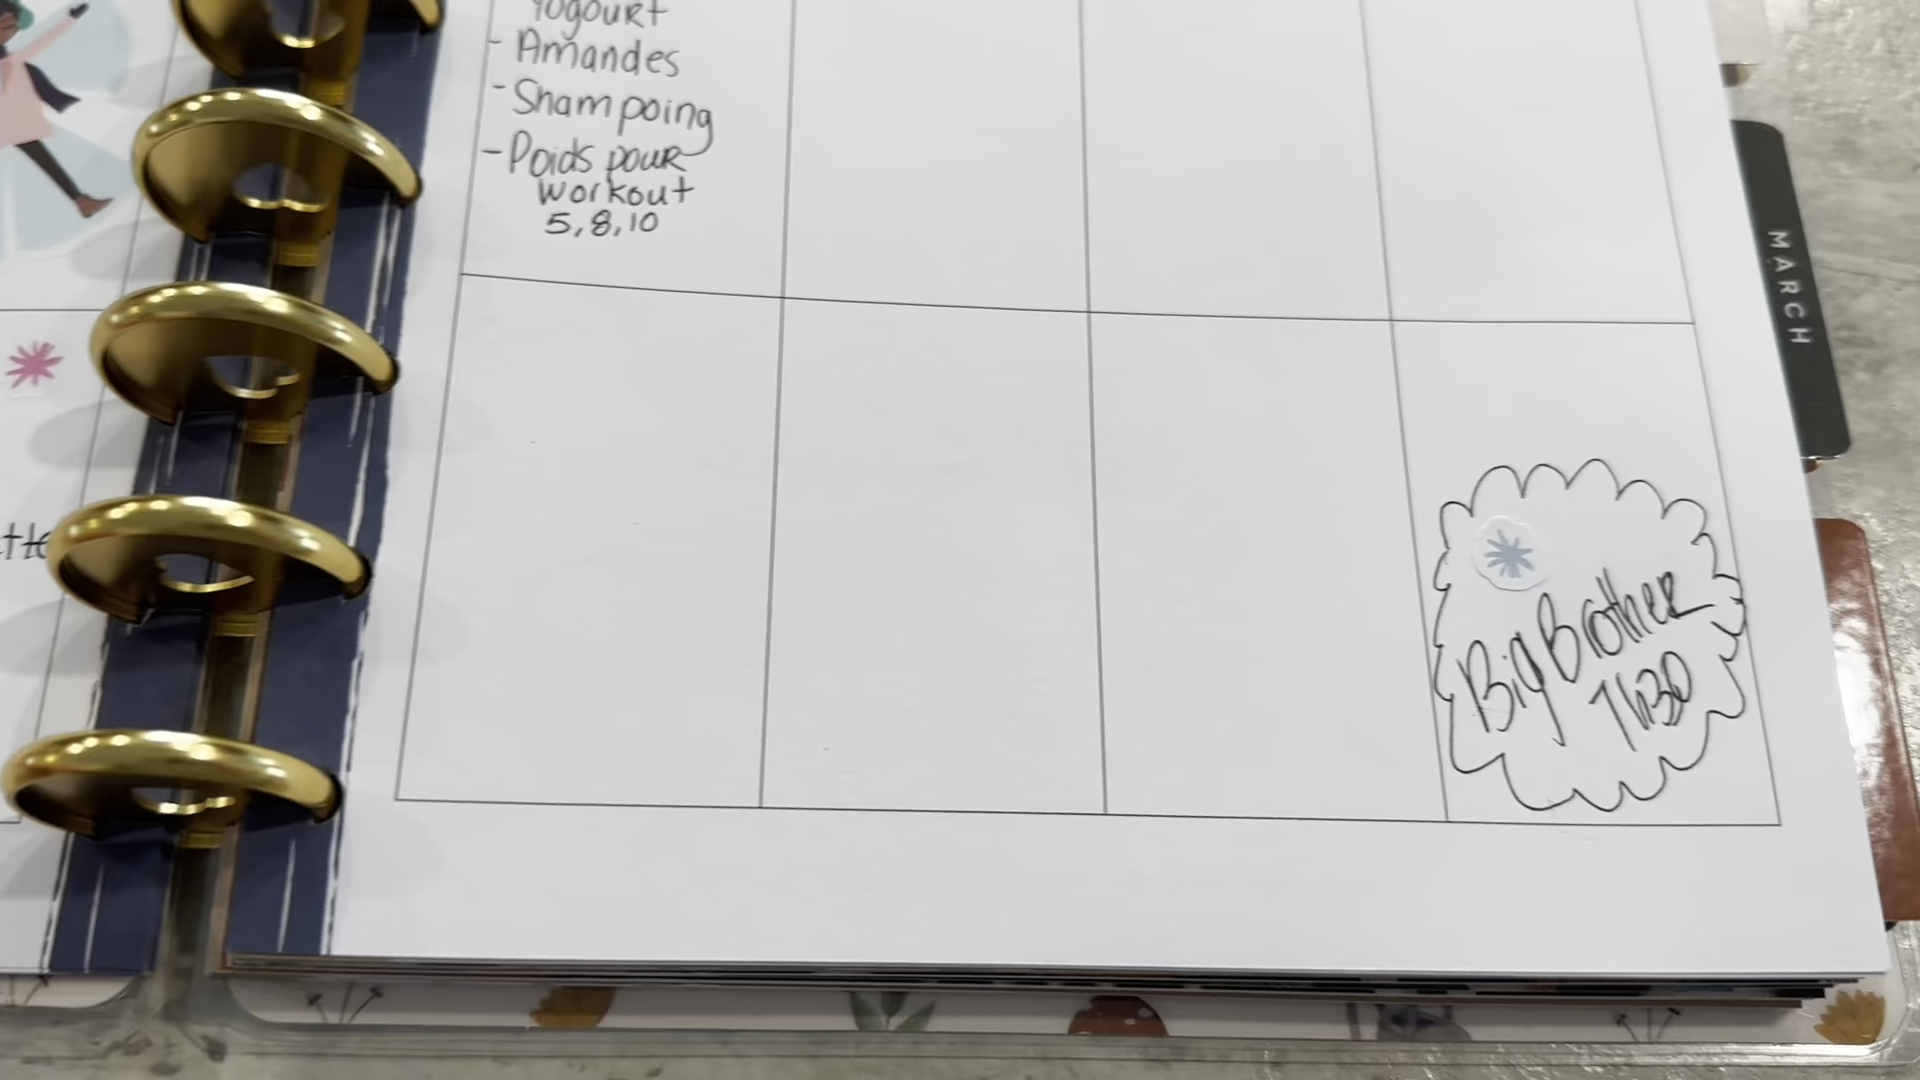 Yogourt
- Amandes
- Shampoing
- Poids pour
workout
5,8,10
MARCH
Big Brother
7h30